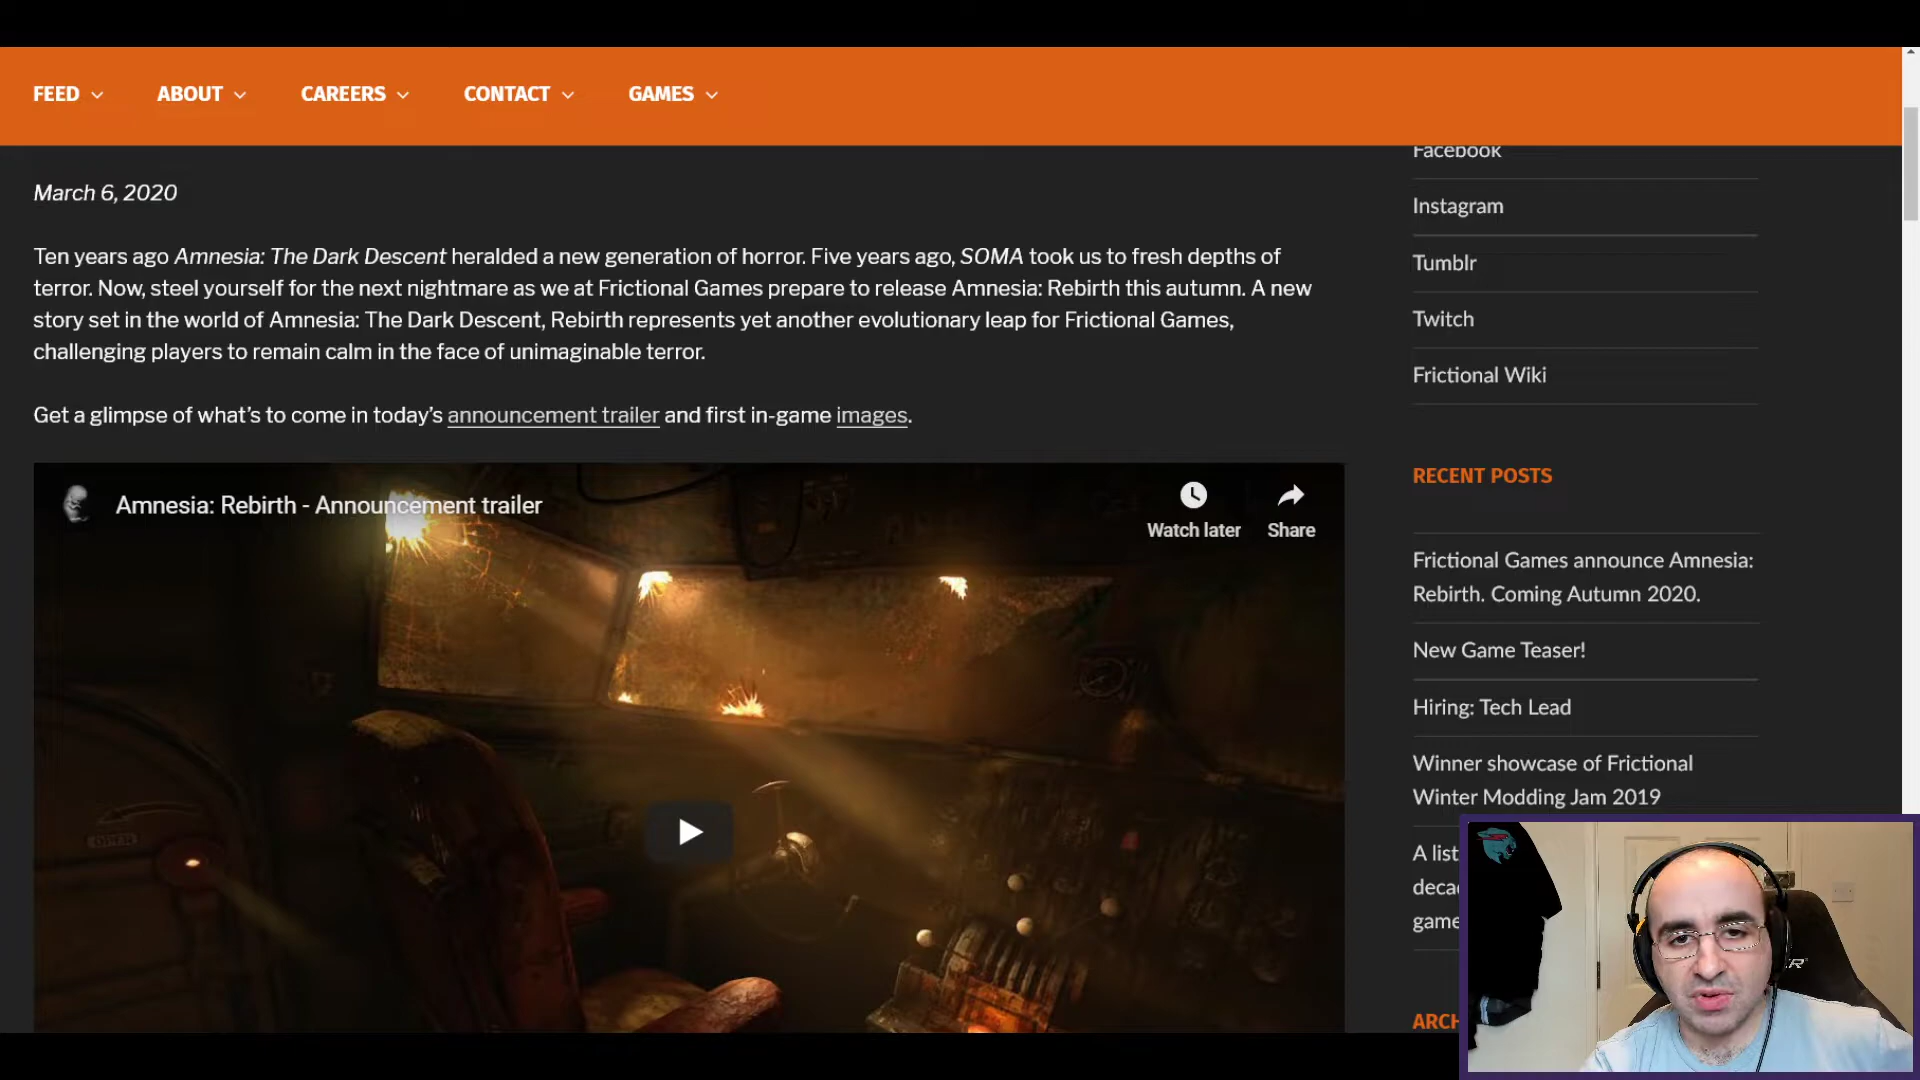 FEED ABOUT CAREERS CONTACT GAMES
March 6, 2020
Ten years ago Amnesia: The Dark Descent heralded a new generation of horror. Five years ago, SOMA took us to fresh depths of
terror. Now, steel yourself for the next nightmare as we at Frictional Games prepare to release Amnesia: Rebirth this autumn. A new
story set in the world of Amnesia: The Dark Descent, Rebirth represents yet another evolutionary leap for Frictional Games,
challenging players to remain calm in the face of unimaginable terror.
Get a glimpse of what’s to come in today’s announcement trailer and first in-game images.
Amnesia: Rebirth - Announcement trailer
Watch later Share
Facebook
Instagram
Tumblr
Twitch
Frictional Wiki
RECENT POSTS
Frictional Games announce Amnesia:
Rebirth. Coming Autumn 2020.
New Game Teaser!
Hiring: Tech Lead
Winner showcase of Frictional
Winter Modding Jam 2019
A list
deca
game
ARCH